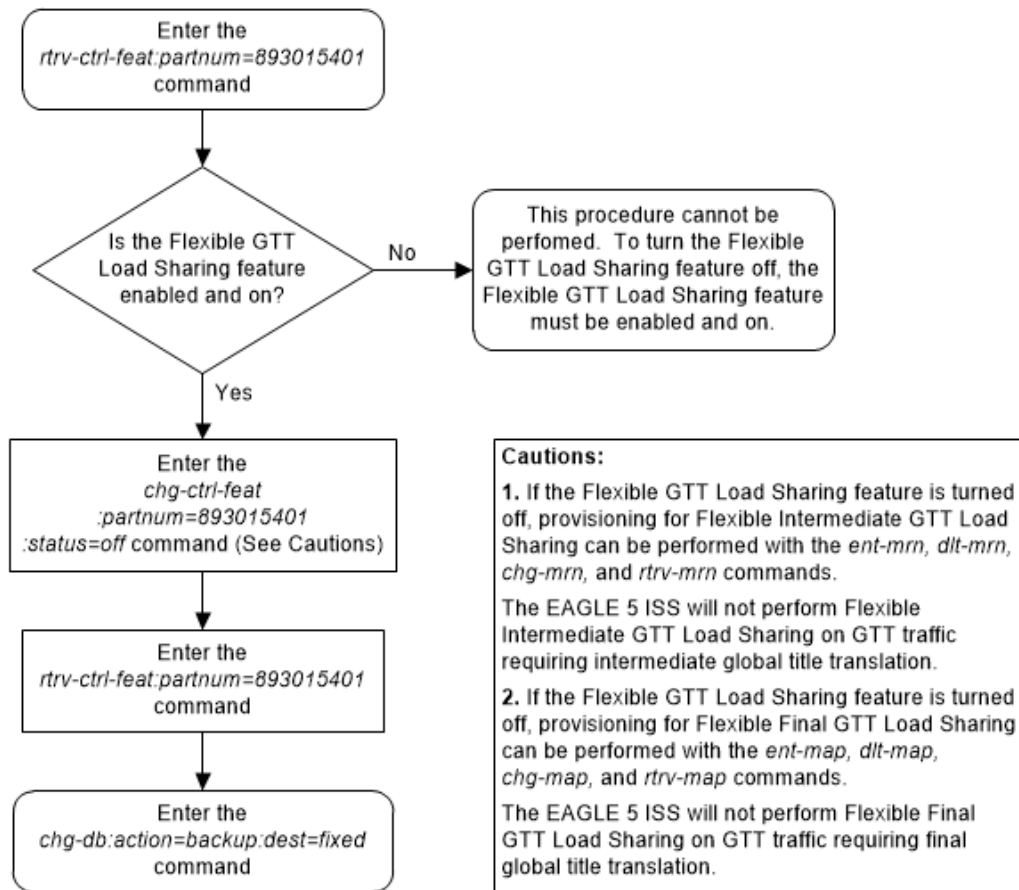 Enter the
rtrv-ctrl-feat:partnum=893015401
command
Is the Flexible GTT
Load Sharing feature
enabled and on?
No
This procedure cannot be
perfomed. To turn the Flexible
GTT Load Sharing feature off, the
Flexible GTT Load Sharing feature
must be enabled and on.
Yes
Enter the
chg-ctrl-feat
:partnum=893015401
:status=off command (See Cautions)
Enter the
rtrv-ctrl-feat:partnum=893015401
command
Enter the
chg-db:action=backup:dest=fixed
command
Cautions:
1. If the Flexible GTT Load Sharing feature is turned
off, provisioning for Flexible Intermediate GTT Load
Sharing can be performed with the ent-mrn, dlt-mrn,
chg-mrn, and rtrv-mrn commands.
The EAGLE 5 ISS will not perform Flexible
Intermediate GTT Load Sharing on GTT traffic
requiring intermediate global title translation.
2. If the Flexible GTT Load Sharing feature is turned
off, provisioning for Flexible Final GTT Load Sharing
can be performed with the ent-map, dlt-map,
chg-map, and rtrv-map commands.
The EAGLE 5 ISS will not perform Flexible Final
GTT Load Sharing on GTT traffic requiring final
global title translation.